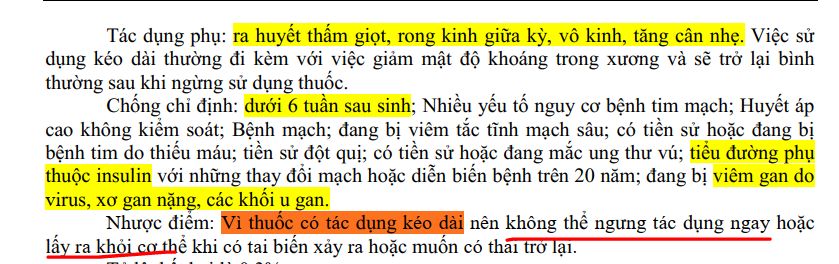 Tác dụng phụ: ra huyết thấm giọt, rong kinh giữa kỳ, vô kinh, tăng cân nhẹ. Việc sử
dụng kéo dài thường đi kèm với việc giảm mật độ khoáng trong xương và sẽ trở lại bình
thường sau khi ngừng sử dụng thuốc.
Chống chỉ định: dưới 6 tuần sau sinh; Nhiều yếu tố nguy cơ bệnh tim mạch; Huyết áp
cao không kiểm soát; Bệnh mạch; đang bị viêm tắc tĩnh mạch sâu; có tiền sử hoặc đang bị
bệnh tim do thiếu máu; tiền sử đột quị; có tiền sử hoặc đang mắc ung thư vú; tiểu đường phụ
thuộc insulin với những thay đổi mạch hoặc diễn biến bệnh trên 20 năm; đang bị viêm gan do
virus, xơ gan nặng, các khối u gan.
Nhược điểm: Vì thuốc có tác dụng kéo dài nên không thể ngưng tác dụng ngay hoặc
lấy ra khỏi cơ thể khi có tai biến xảy ra hoặc muốn có thai trở lại.